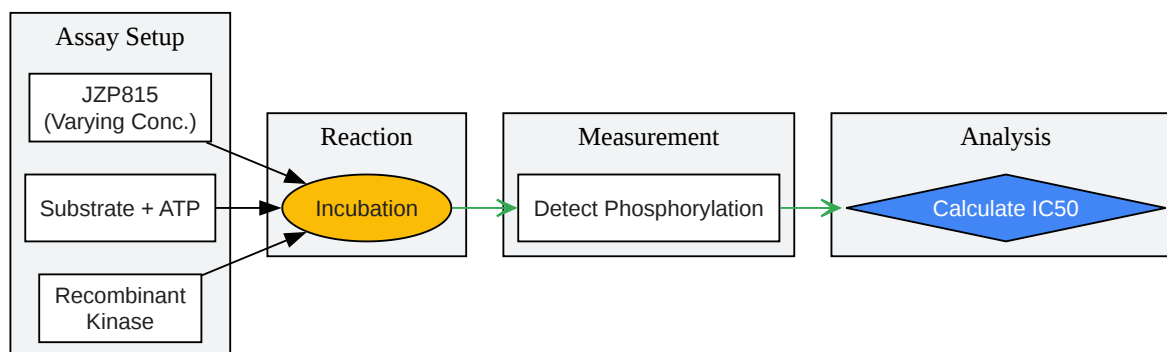 Assay Setup
JZP815
(Varying Conc.)
Substrate + ATP
Recombinant
Kinase
Reaction
Incubation
Measurement
Detect Phosphorylation
Analysis
Calculate IC50